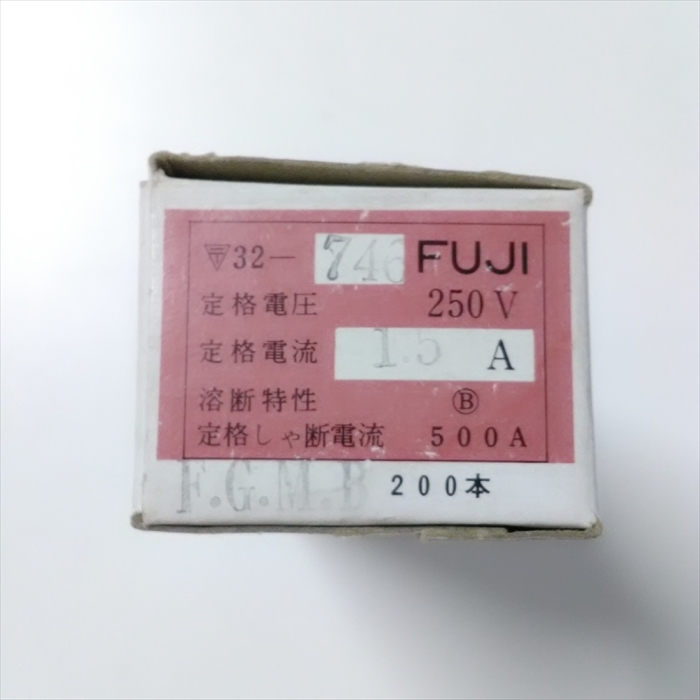 〒32-746 FUJI
定格電圧 250V
定格電流 1.5 A
溶断特性 Ⓑ
定格しゃ断電流 500A
F.G.M.B 200本